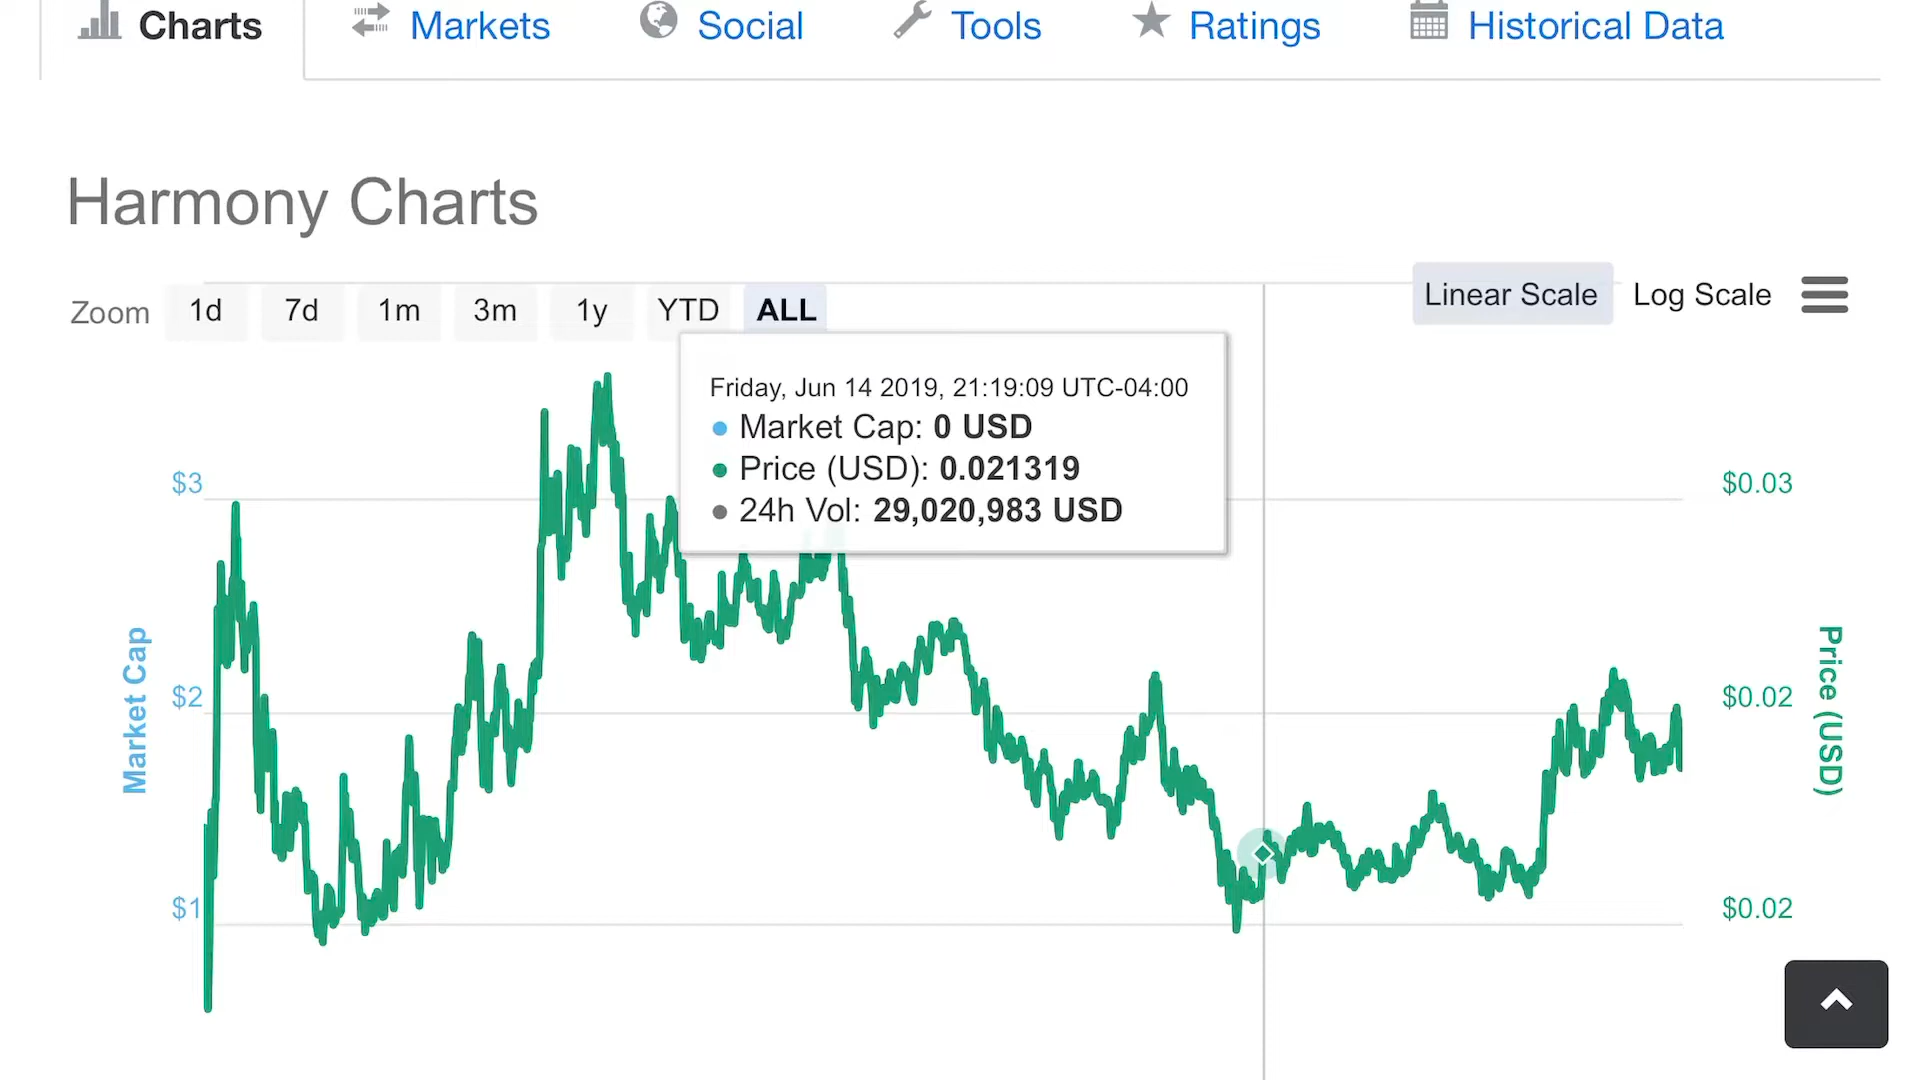 Charts Markets Social Tools Ratings Historical Data
Harmony Charts
Zoom 1d 7d 1m 3m 1y YTD ALL
Linear Scale Log Scale
Friday, Jun 14 2019, 21:19:09 UTC-04:00
Market Cap: 0 USD
Price (USD): 0.021319
24h Vol: 29,020,983 USD
$3
$2
$1
Market Cap
$0.03
$0.02
$0.02
Price (USD)